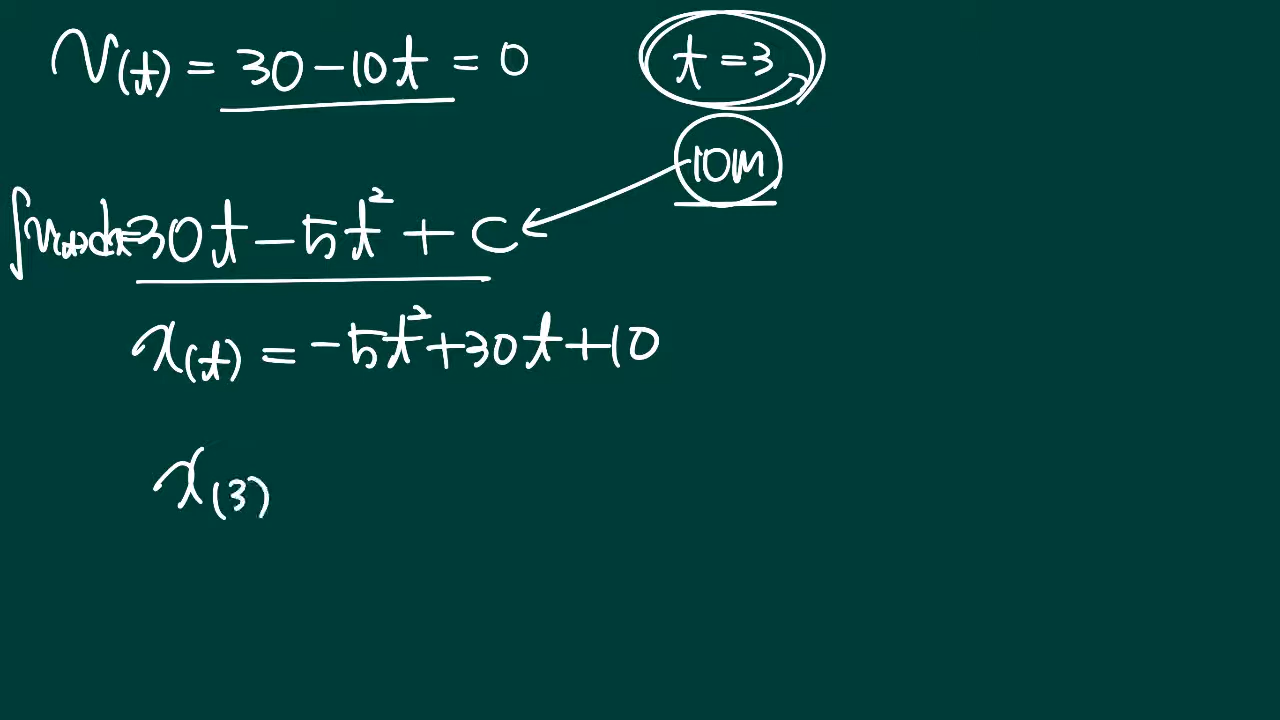 v(t) = 30 - 10t = 0
t = 3
10m
∫v(t)dt = 30t - 5t² + C
x(t) = -5t² + 30t + 10
x(3)